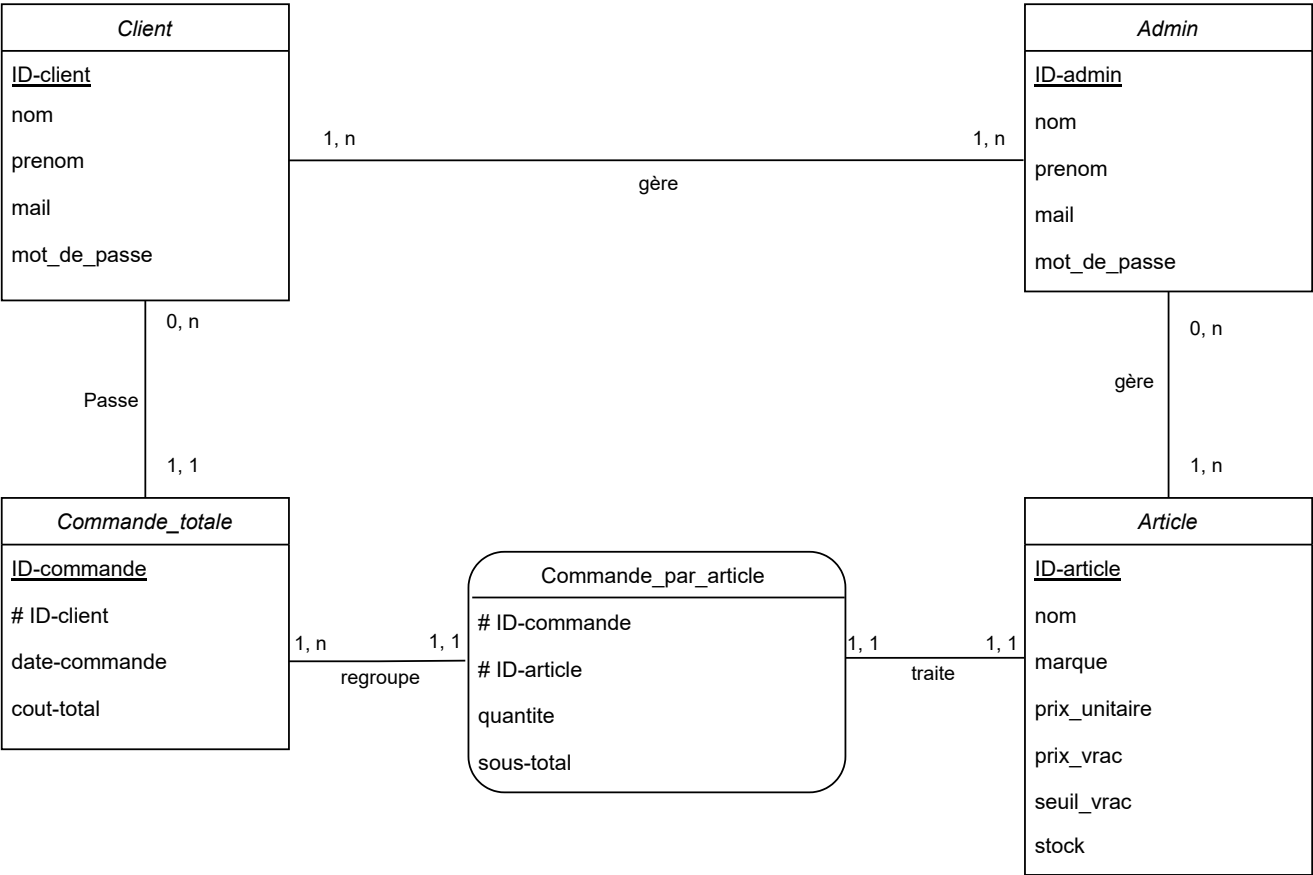 Client
ID-client
nom
prenom
mail
mot_de_passe
1, n
gère
1, n
Admin
ID-admin
nom
prenom
mail
mot_de_passe
0, n
Passe
1, 1
0, n
gère
1, n
Commande_totale
ID-commande
# ID-client
date-commande
cout-total
1, n
regroupe
1, 1
Commande_par_article
# ID-commande
# ID-article
quantite
sous-total
1, 1
traite
1, 1
Article
ID-article
nom
marque
prix_unitaire
prix_vrac
seuil_vrac
stock